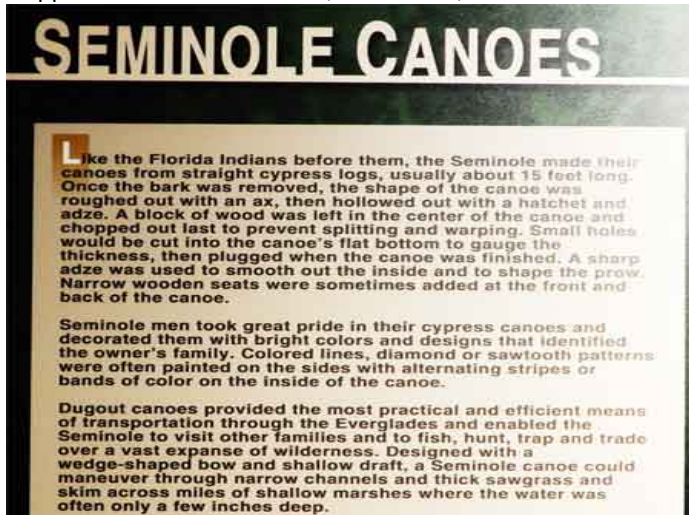 SEMINOLE CANOES
Like the Florida Indians before them, the Seminole made their
canoes from straight cypress logs, usually about 15 feet long.
Once the bark was removed, the shape of the canoe was
roughed out with an ax, then hollowed out with a hatchet and
adze. A block of wood was left in the center of the canoe and
chopped out last to prevent splitting and warping. Small holes
would be cut into the canoe's flat bottom to gauge the
thickness, then plugged when the canoe was finished. A sharp
adze was used to smooth out the inside and to shape the prow.
Narrow wooden seats were sometimes added at the front and
back of the canoe.
Seminole men took great pride in their cypress canoes and
decorated them with bright colors and designs that identified
the owner's family. Colored lines, diamond or sawtooth patterns
were often painted on the sides with alternating stripes or
bands of color on the inside of the canoe.
Dugout canoes provided the most practical and efficient means
of transportation through the Everglades and enabled the
Seminole to visit other families and to fish, hunt, trap and trade
over a vast expanse of wilderness. Designed with a
wedge-shaped bow and shallow draft, a Seminole canoe could
maneuver through narrow channels and thick sawgrass and
skim across miles of shallow marshes where the water was
often only a few inches deep.